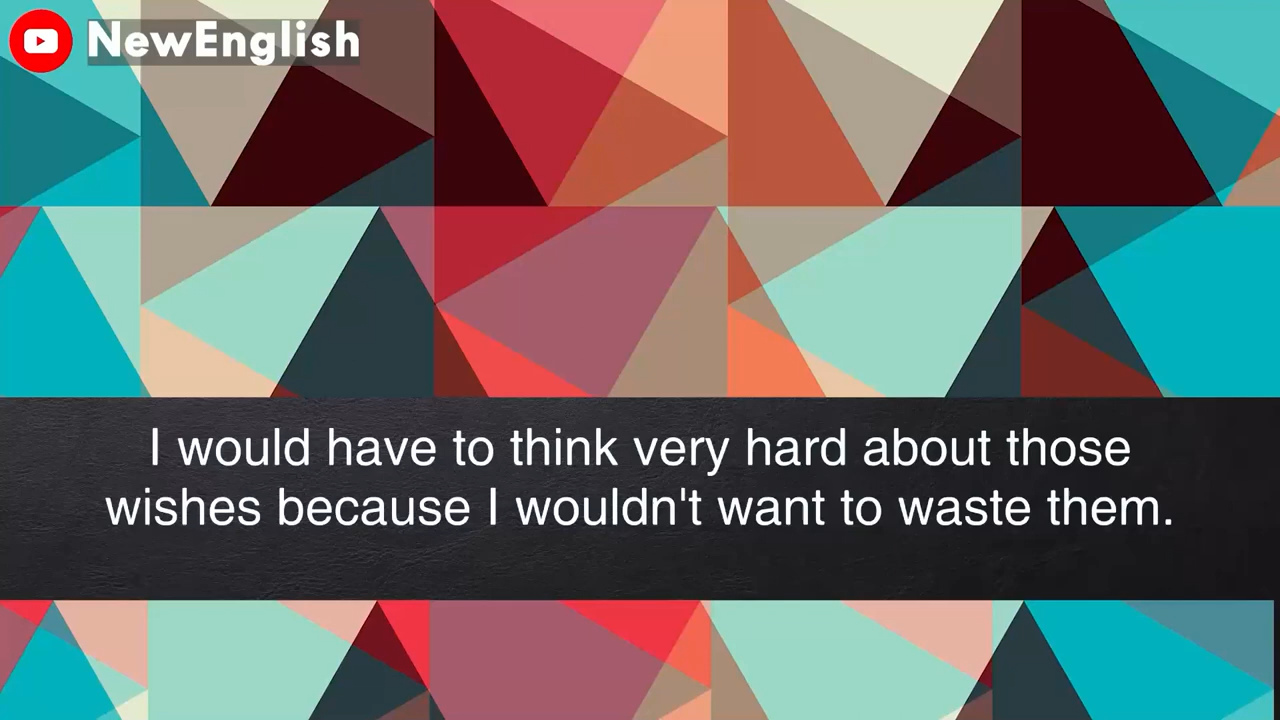 NewEnglish
I would have to think very hard about those
wishes because I wouldn't want to waste them.